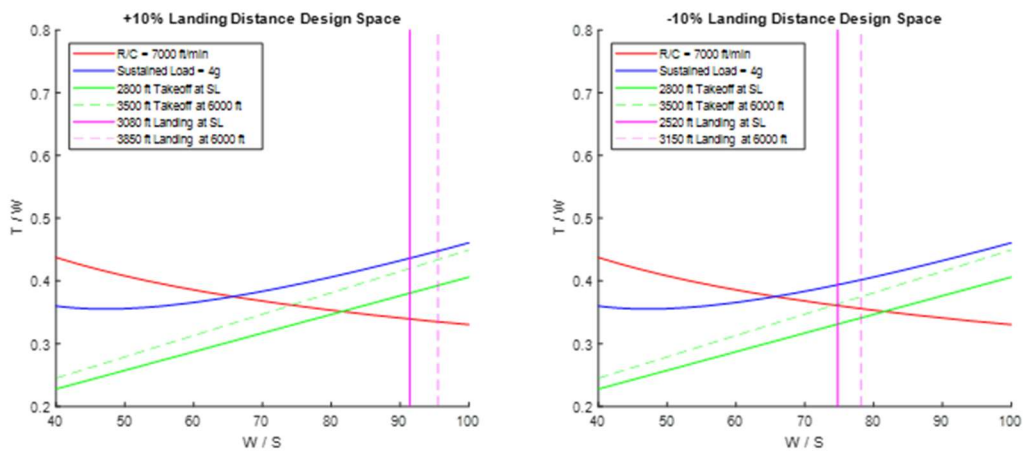 +10% Landing Distance Design Space
0.8
0.7
0.6
0.5
0.4
0.3
0.2
T / W
R/C = 7000 ft/min
Sustained Load = 4g
2800 ft Takeoff at SL
3500 ft Takeoff at 6000 ft
3080 ft Landing at SL
3850 ft Landing at 6000 ft
40 50 60 70 80 90 100
W / S
-10% Landing Distance Design Space
0.8
0.7
0.6
0.5
0.4
0.3
0.2
T / W
R/C = 7000 ft/min
Sustained Load = 4g
2800 ft Takeoff at SL
3500 ft Takeoff at 6000 ft
2520 ft Landing at SL
3150 ft Landing at 6000 ft
40 50 60 70 80 90 100
W / S